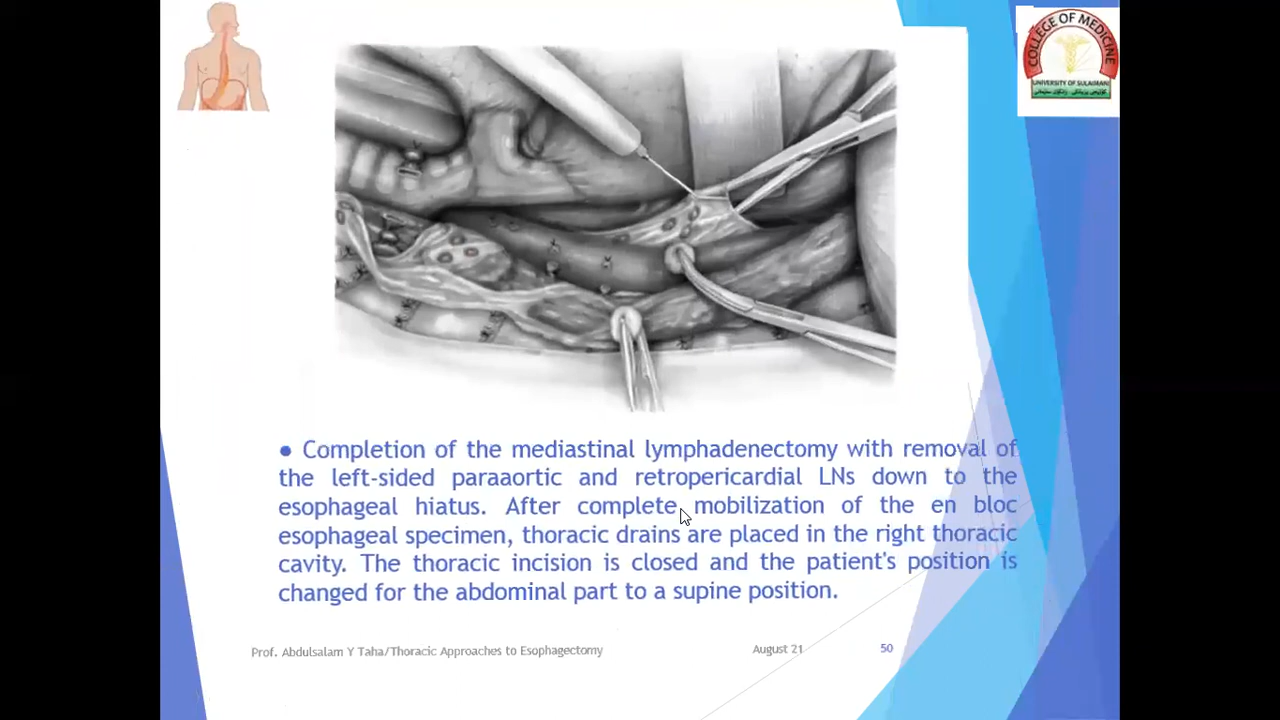 COLLEGE OF MEDICINE
UNIVERSITY OF SULAIMANI
● Completion of the mediastinal lymphadenectomy with removal of
the left-sided paraaortic and retropericardial LNs down to the
esophageal hiatus. After complete mobilization of the en bloc
esophageal specimen, thoracic drains are placed in the right thoracic
cavity. The thoracic incision is closed and the patient's position is
changed for the abdominal part to a supine position.
Prof. Abdulsalam Y Taha/Thoracic Approaches to Esophagectomy
August 21
50